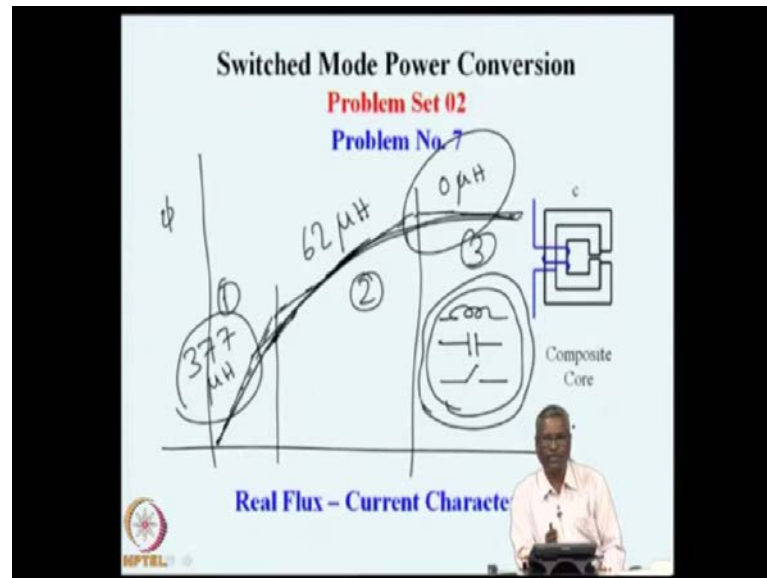 Switched Mode Power Conversion
Problem Set 02
Problem No. 7
ψ
377 μH
①
62 μH
②
0 μH
③
c
Composite
Core
Real Flux – Current
NPTEL